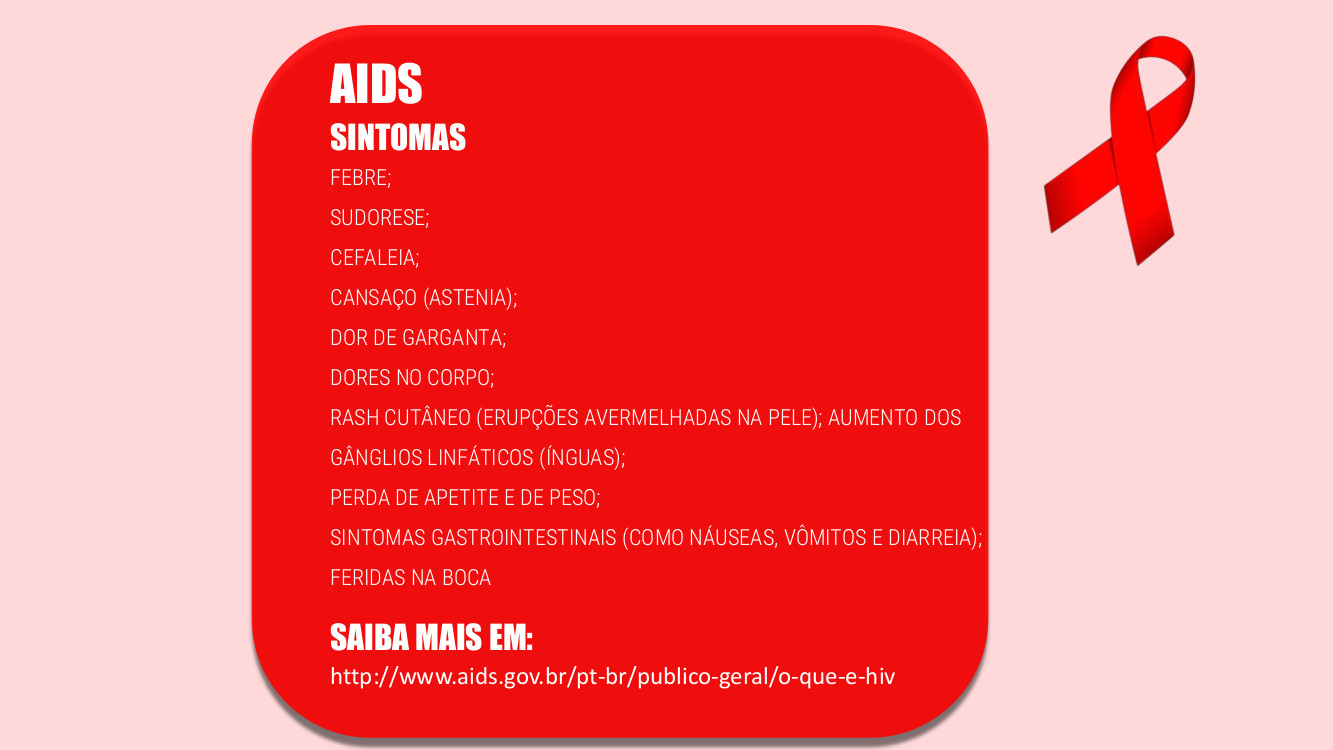 AIDS
SINTOMAS
FEBRE;
SUDORESE;
CEFALEIA;
CANSAÇO (ASTENIA);
DOR DE GARGANTA;
DORES NO CORPO;
RASH CUTÂNEO (ERUPÇÕES AVERMELHADAS NA PELE); AUMENTO DOS
GÂNGLIOS LINFÁTICOS (ÍNGUAS);
PERDA DE APETITE E DE PESO;
SINTOMAS GASTROINTESTINAIS (COMO NÁUSEAS, VÔMITOS E DIARREIA);
FERIDAS NA BOCA
SAIBA MAIS EM:
http://www.aids.gov.br/pt-br/publico-geral/o-que-e-hiv